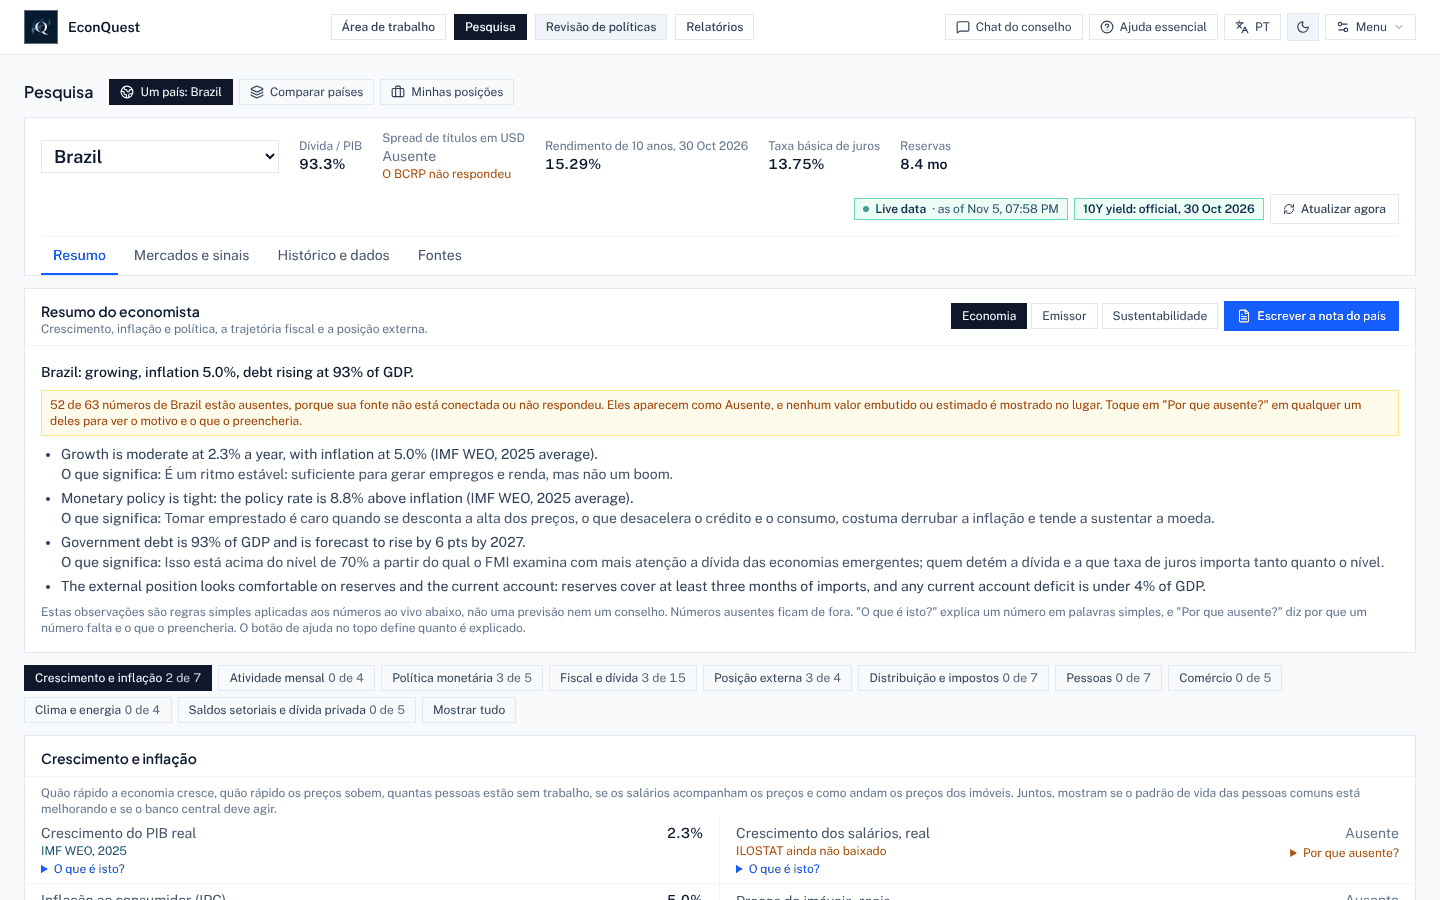 EconQuest
Área de trabalho
Pesquisa
Revisão de políticas
Relatórios
Chat do conselho
Ajuda essencial
PT
Menu
Pesquisa
Um país: Brazil
Comparar países
Minhas posições
Brazil
Dívida / PIB
93.3%
Spread de títulos em USD
Ausente
O BCRP não respondeu
Rendimento de 10 anos, 30 Oct 2026
15.29%
Taxa básica de juros
13.75%
Reservas
8.4 mo
Live data · as of Nov 5, 07:58 PM
10Y yield: official, 30 Oct 2026
Atualizar agora
Resumo
Mercados e sinais
Histórico e dados
Fontes
Resumo do economista
Crescimento, inflação e política, a trajetória fiscal e a posição externa.
Economia
Emissor
Sustentabilidade
Escrever a nota do país
Brazil: growing, inflation 5.0%, debt rising at 93% of GDP.
52 de 63 números de Brazil estão ausentes, porque sua fonte não está conectada ou não respondeu. Eles aparecem como Ausente, e nenhum valor embutido ou estimado é mostrado no lugar. Toque em "Por que ausente?" em qualquer um
deles para ver o motivo e o que o preencheria.
• Growth is moderate at 2.3% a year, with inflation at 5.0% (IMF WEO, 2025 average).
O que significa: É um ritmo estável: suficiente para gerar empregos e renda, mas não um boom.
• Monetary policy is tight: the policy rate is 8.8% above inflation (IMF WEO, 2025 average).
O que significa: Tomar emprestado é caro quando se desconta a alta dos preços, o que desacelera o crédito e o consumo, costuma derrubar a inflação e tende a sustentar a moeda.
• Government debt is 93% of GDP and is forecast to rise by 6 pts by 2027.
O que significa: Isso está acima do nível de 70% a partir do qual o FMI examina com mais atenção a dívida das economias emergentes; quem detém a dívida e a que taxa de juros importa tanto quanto o nível.
• The external position looks comfortable on reserves and the current account: reserves cover at least three months of imports, and any current account deficit is under 4% of GDP.
Estas observações são regras simples aplicadas aos números ao vivo abaixo, não uma previsão nem um conselho. Números ausentes ficam de fora. "O que é isto?" explica um número em palavras simples, e "Por que ausente?" diz por que um
número falta e o que o preencheria. O botão de ajuda no topo define quanto é explicado.
Crescimento e inflação 2 de 7
Atividade mensal 0 de 4
Política monetária 3 de 5
Fiscal e dívida 3 de 15
Posição externa 3 de 4
Distribuição e impostos 0 de 7
Pessoas 0 de 7
Comércio 0 de 5
Clima e energia 0 de 4
Saldos setoriais e dívida privada 0 de 5
Mostrar tudo
Crescimento e inflação
Quão rápido a economia cresce, quão rápido os preços sobem, quantas pessoas estão sem trabalho, se os salários acompanham os preços e como andam os preços dos imóveis. Juntos, mostram se o padrão de vida das pessoas comuns está
melhorando e se o banco central deve agir.
Crescimento do PIB real
2.3%
IMF WEO, 2025
O que é isto?
Crescimento dos salários, real
Ausente
ILOSTAT ainda não baixado
Por que ausente?
O que é isto?
Inflação ao consumidor (IPC)
5.0%
Preços de imóveis, reais
Ausente